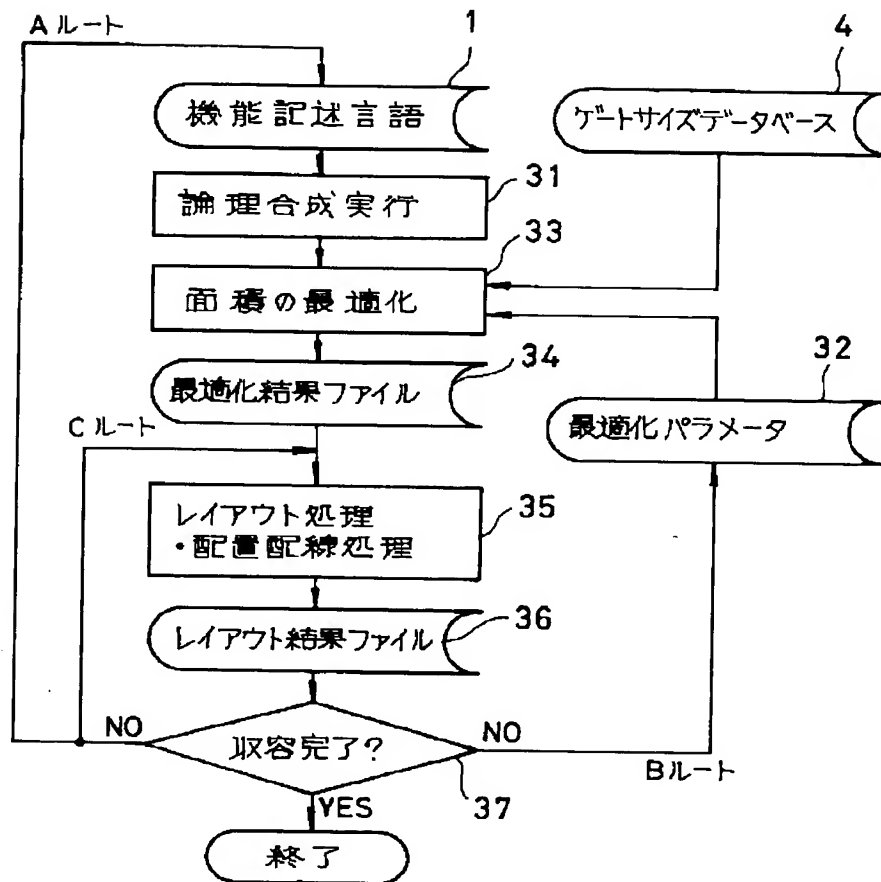 Aルート
1
機能記述言語
4
ゲートサイズデータベース
31
論理合成実行
33
面積の最適化
34
最適化結果ファイル
32
最適化パラメータ
Cルート
35
レイアウト処理
・配置配線処理
36
レイアウト結果ファイル
NO
収容完了?
NO
Bルート
37
YES
終了